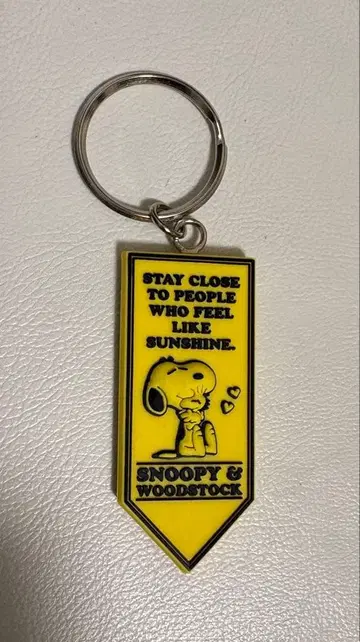 STAY CLOSE
TO PEOPLE
WHO FEEL
LIKE
SUNSHINE.
SNOOPY &
WOODSTOCK